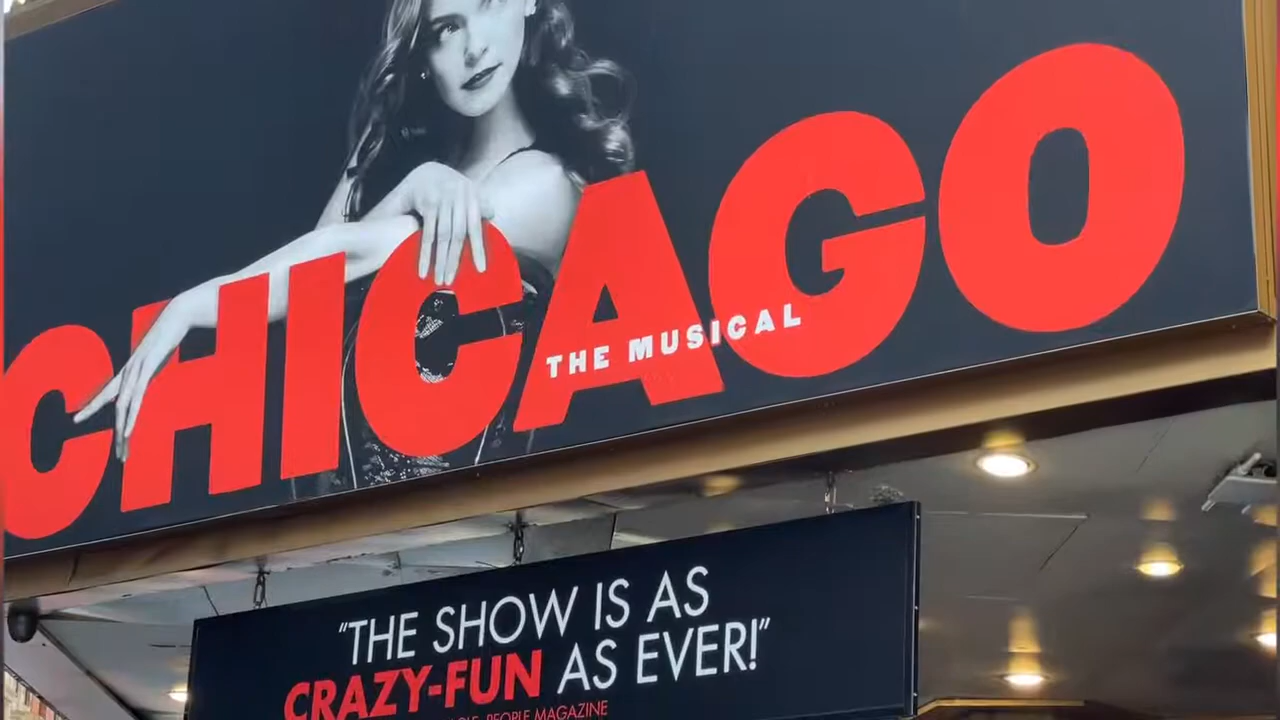 CHICAGO
THE MUSICAL
"THE SHOW IS AS
CRAZY-FUN AS EVER!"
PEOPLE MAGAZINE